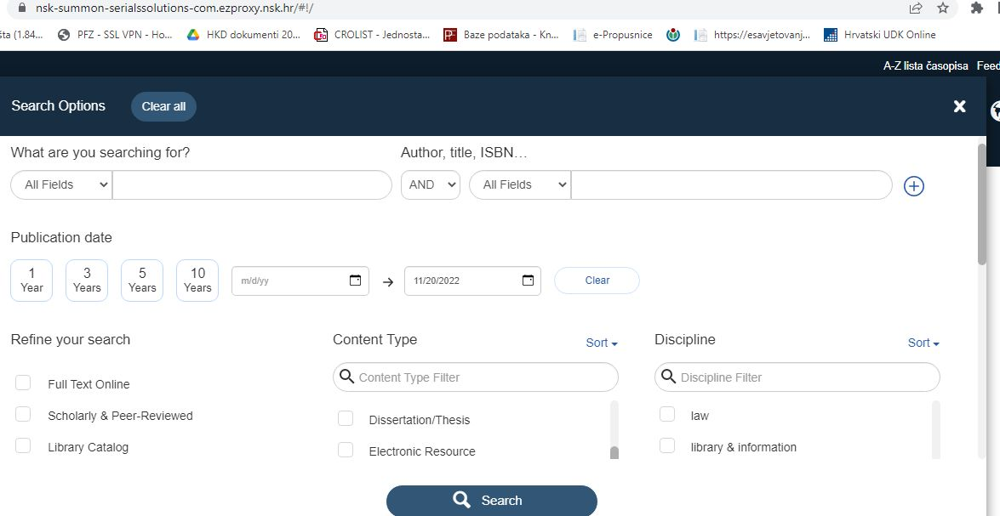 nsk-summon-serialssolutions-com.ezproxy.nsk.hr/#!/
šta (1.84... PFZ - SSL VPN - Ho... HKD dokumenti 20... CROLIST - Jednosta... Baze podataka - Kn... e-Propusnice https://esavjetovanj... Hrvatski UDK Online
A-Z lista časopisa Feed
Search Options Clear all
What are you searching for? Author, title, ISBN…
All Fields AND All Fields
Publication date
1 Year 3 Years 5 Years 10 Years m/d/yy → 11/20/2022 Clear
Refine your search Content Type Sort Discipline Sort
Content Type Filter Discipline Filter
Full Text Online
Scholarly & Peer-Reviewed Dissertation/Thesis law
Library Catalog Electronic Resource library & information
Search